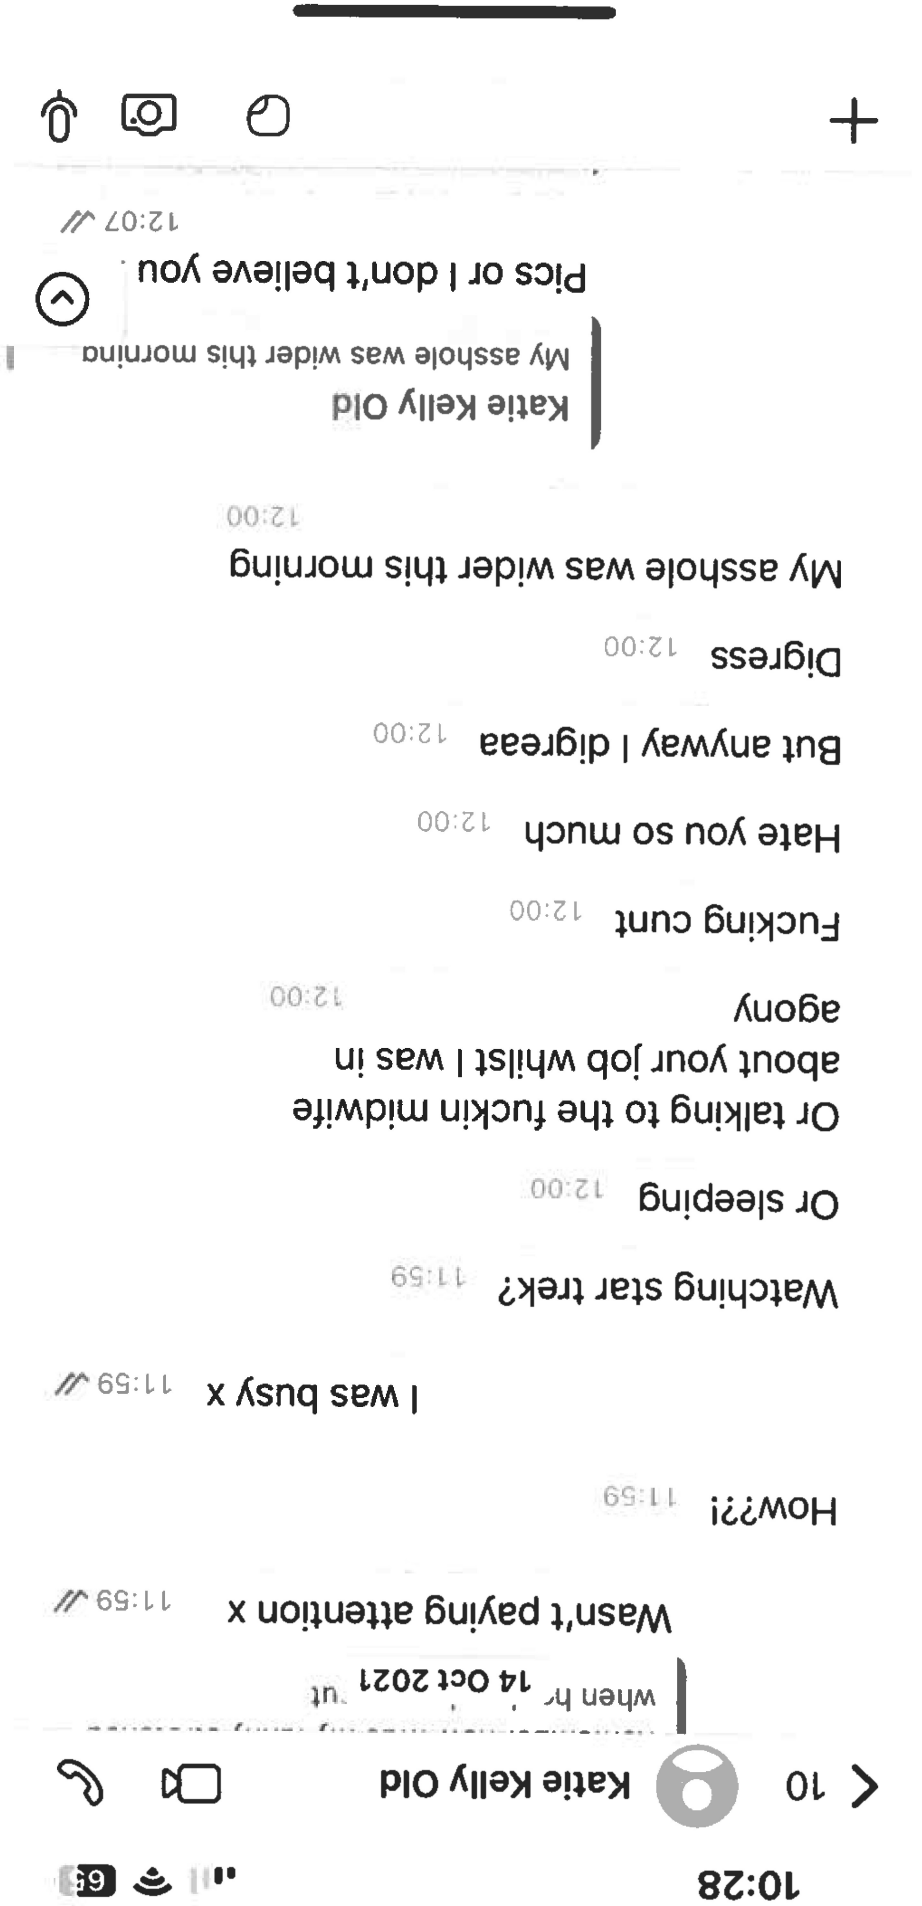 10:28
65
10
Katie Kelly Old
14 Oct 2021
when
Wasn't paying attention x
11:59
How??!
11:59
I was busy x
11:59
Watching star trek?
11:59
Or sleeping
12:00
Or talking to the fuckin midwife
about your job whilst I was in
agony
12:00
Fucking cunt
12:00
Hate you so much
12:00
But anyway I digreaa
12:00
Digress
12:00
My asshole was wider this morning
12:00
Katie Kelly Old
My asshole was wider this morning
Pics or I don't believe you
12:07